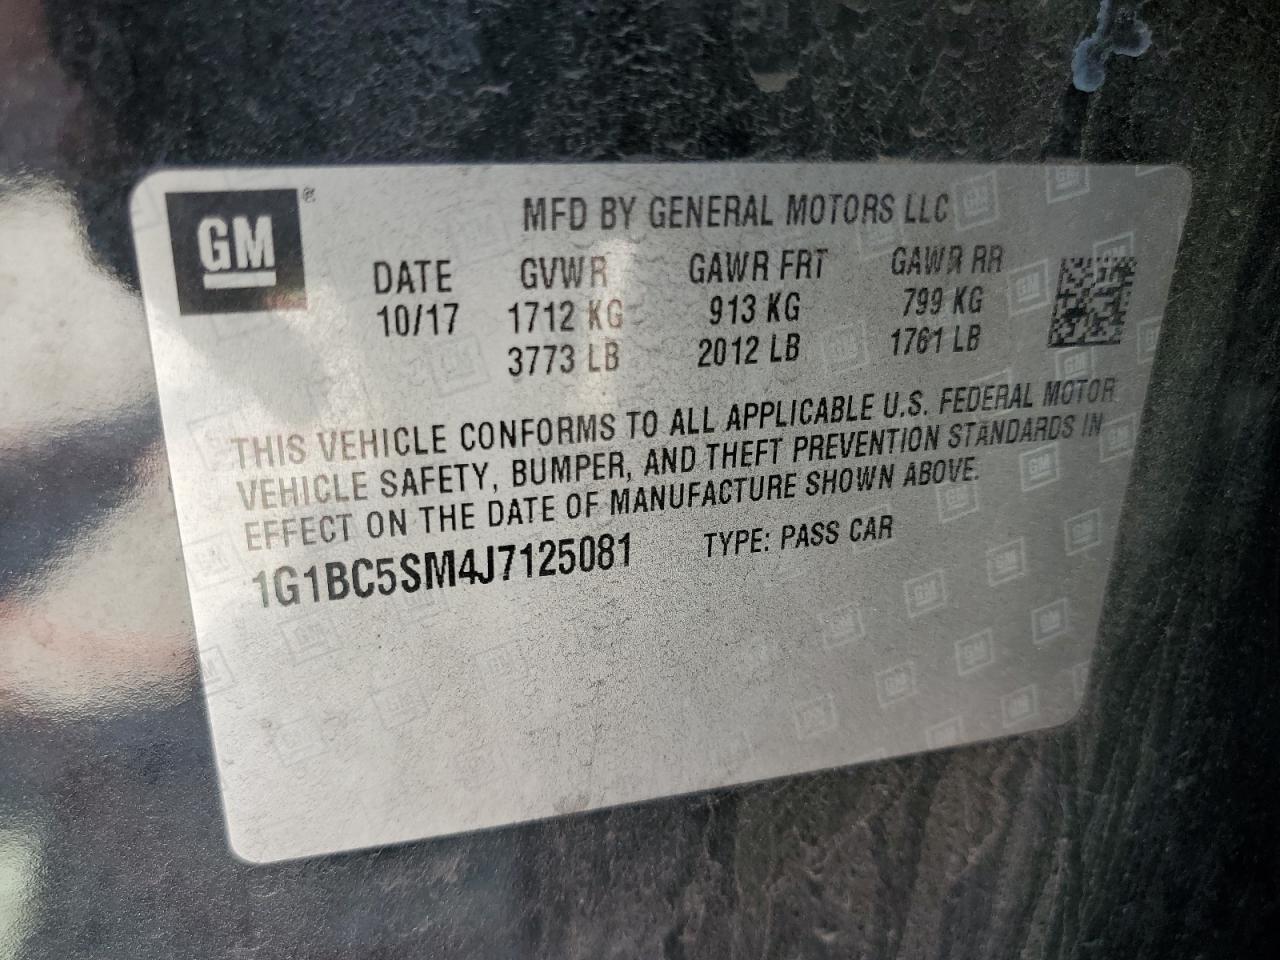 GM ®
MFD BY GENERAL MOTORS LLC
DATE GVWR GAWR FRT GAWR RR
10/17 1712 KG 913 KG 799 KG
3773 LB 2012 LB 1761 LB
THIS VEHICLE CONFORMS TO ALL APPLICABLE U.S. FEDERAL MOTOR
VEHICLE SAFETY, BUMPER, AND THEFT PREVENTION STANDARDS IN
EFFECT ON THE DATE OF MANUFACTURE SHOWN ABOVE.
1G1BC5SM4J7125081 TYPE: PASS CAR